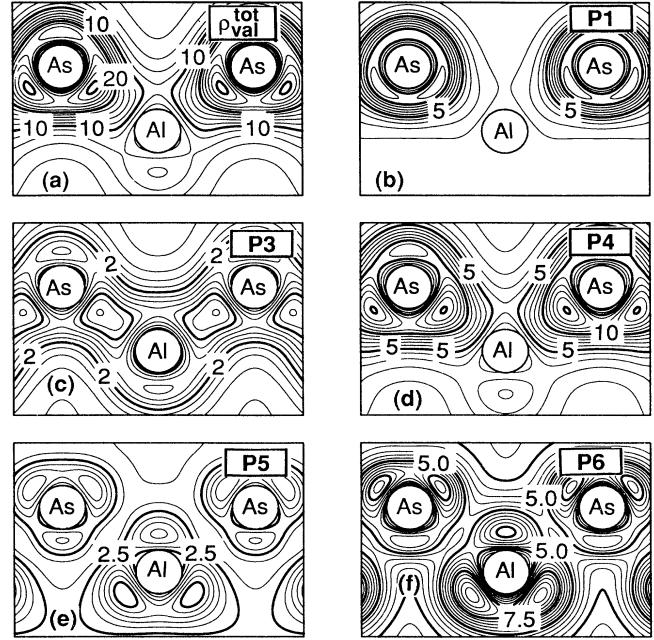 ρ_val^tot
10
10
20
As
As
10
10
Al
10
(a)
P1
As
As
5
5
Al
(b)
P3
2
2
As
As
Al
2
2
2
(c)
P4
5
5
As
As
10
5
5
Al
5
(d)
P5
As
As
2.5
2.5
Al
(e)
P6
5.0
As
As
5.0
5.0
Al
(f)
7.5